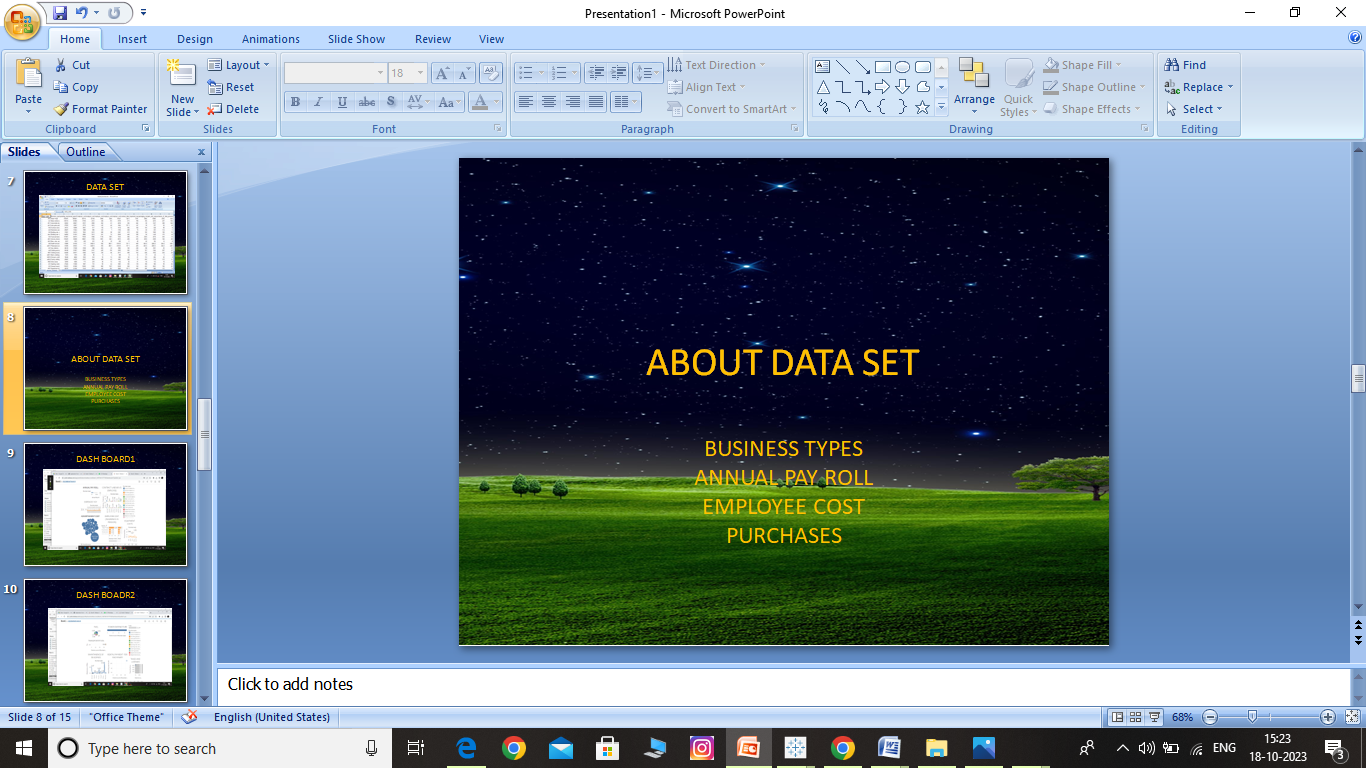 Presentation1 - Microsoft PowerPoint
Home Insert Design Animations Slide Show Review View
Paste
Cut
Copy
Format Painter
Clipboard
New Slide
Layout
Reset
Delete
Slides
18
B I U abc S AV Aa A
Font
Text Direction
Align Text
Convert to SmartArt
Paragraph
Arrange
Quick Styles
Shape Fill
Shape Outline
Shape Effects
Drawing
Find
Replace
Select
Editing
Slides Outline x
7
DATA SET
8
ABOUT DATA SET
BUSINESS TYPES
ANNUAL PAY ROLL
EMPLOYEE COST
PURCHASES
9
DASH BOARD1
10
DASH BOADR2
ABOUT DATA SET
BUSINESS TYPES
ANNUAL PAY ROLL
EMPLOYEE COST
PURCHASES
Click to add notes
Slide 8 of 15 "Office Theme" English (United States) 68%
Type here to search
ENG
15:23
18-10-2023
3